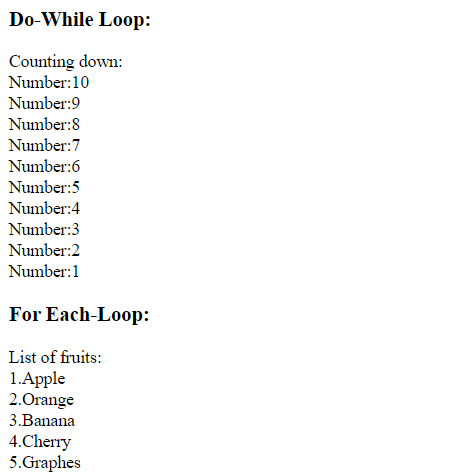 Do-While Loop:
Counting down:
Number:10
Number:9
Number:8
Number:7
Number:6
Number:5
Number:4
Number:3
Number:2
Number:1
For Each-Loop:
List of fruits:
1.Apple
2.Orange
3.Banana
4.Cherry
5.Graphes